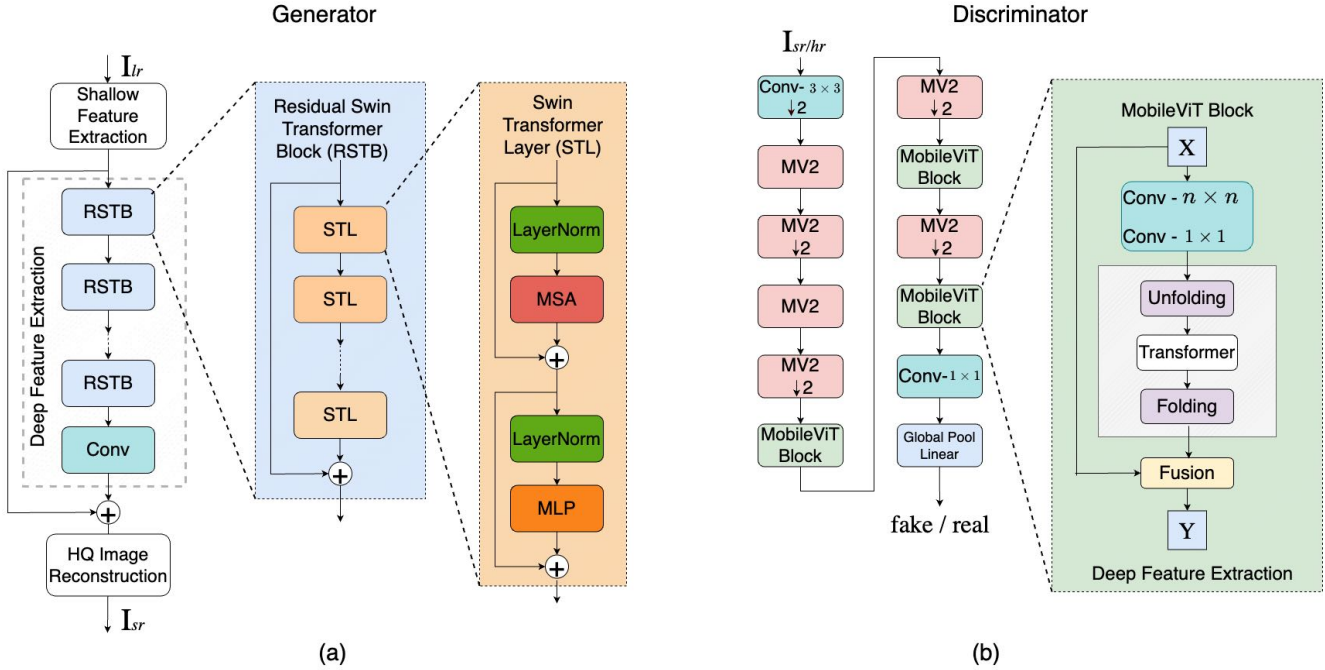 Generator
I lr
Shallow
Feature
Extraction
Deep Feature Extraction
RSTB
RSTB
RSTB
Conv
+
HQ Image
Reconstruction
I sr
Residual Swin
Transformer
Block (RSTB)
STL
STL
STL
+
Swin
Transformer
Layer (STL)
LayerNorm
MSA
+
LayerNorm
MLP
+
(a)
Discriminator
I sr/hr
Conv- 3 × 3
↓2
MV2
MV2
↓2
MV2
MV2
↓2
MobileViT
Block
MV2
↓2
MobileViT
Block
MV2
↓2
MobileViT
Block
Conv- 1 × 1
Global Pool
Linear
fake / real
MobileViT Block
X
Conv - n × n
Conv - 1 × 1
Unfolding
Transformer
Folding
Fusion
Y
Deep Feature Extraction
(b)